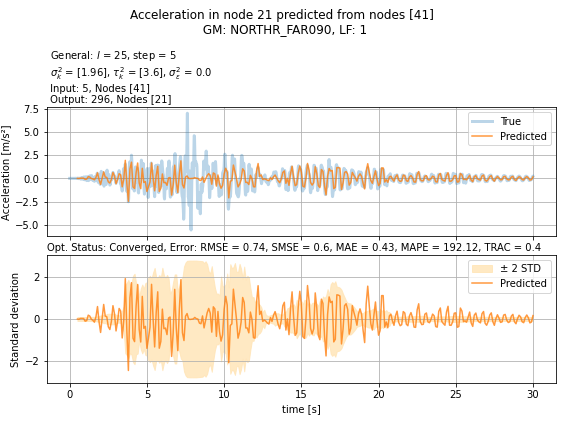 Acceleration in node 21 predicted from nodes [41]
GM: NORTHR_FAR090, LF: 1
General: l = 25, step = 5
σ²ₖ = [1.96], τ²ₖ = [3.6], σ²ε = 0.0
Input: 5, Nodes [41]
Output: 296, Nodes [21]
Acceleration [m/s²]
7.5
5.0
2.5
0.0
−2.5
−5.0
True
Predicted
Opt. Status: Converged, Error: RMSE = 0.74, SMSE = 0.6, MAE = 0.43, MAPE = 192.12, TRAC = 0.4
Standard deviation
2
0
−2
± 2 STD
Predicted
0 5 10 15 20 25 30
time [s]